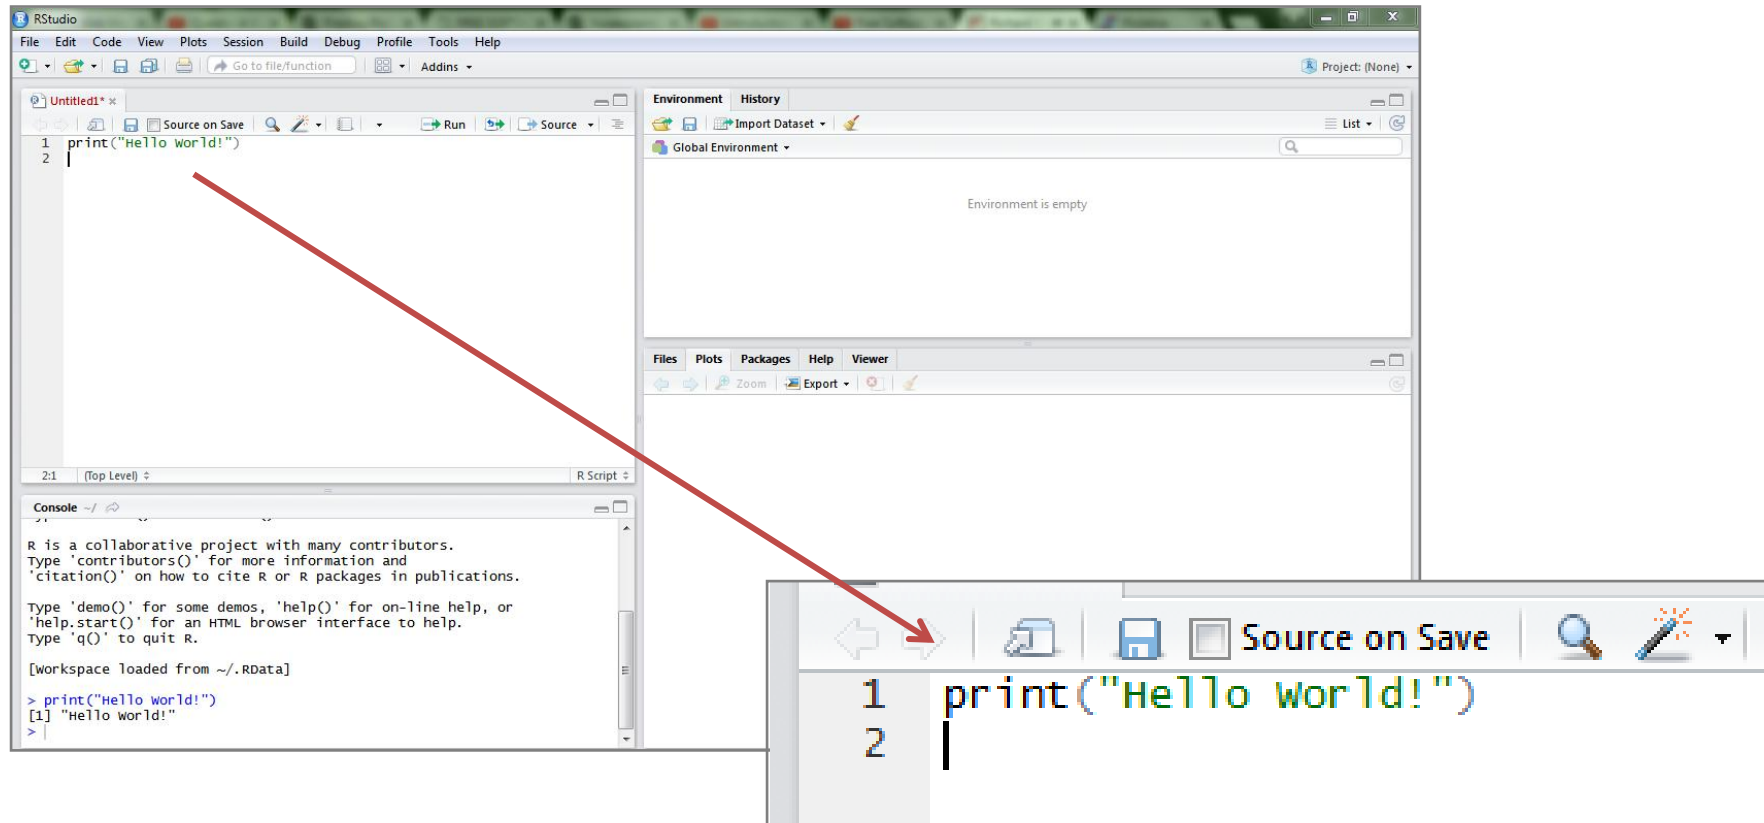 RStudio
File Edit Code View Plots Session Build Debug Profile Tools Help
Go to file/function Addins Project: (None)
Untitled1*
Source on Save Run Source
1 print("Hello World!")
2
2:1 (Top Level) R Script
Console ~/
R is a collaborative project with many contributors.
Type 'contributors()' for more information and
'citation()' on how to cite R or R packages in publications.
Type 'demo()' for some demos, 'help()' for on-line help, or
'help.start()' for an HTML browser interface to help.
Type 'q()' to quit R.
[Workspace loaded from ~/.RData]
> print("Hello World!")
[1] "Hello World!"
>
Environment History
Import Dataset List
Global Environment
Environment is empty
Files Plots Packages Help Viewer
Zoom Export
Source on Save
1 print("Hello World!")
2